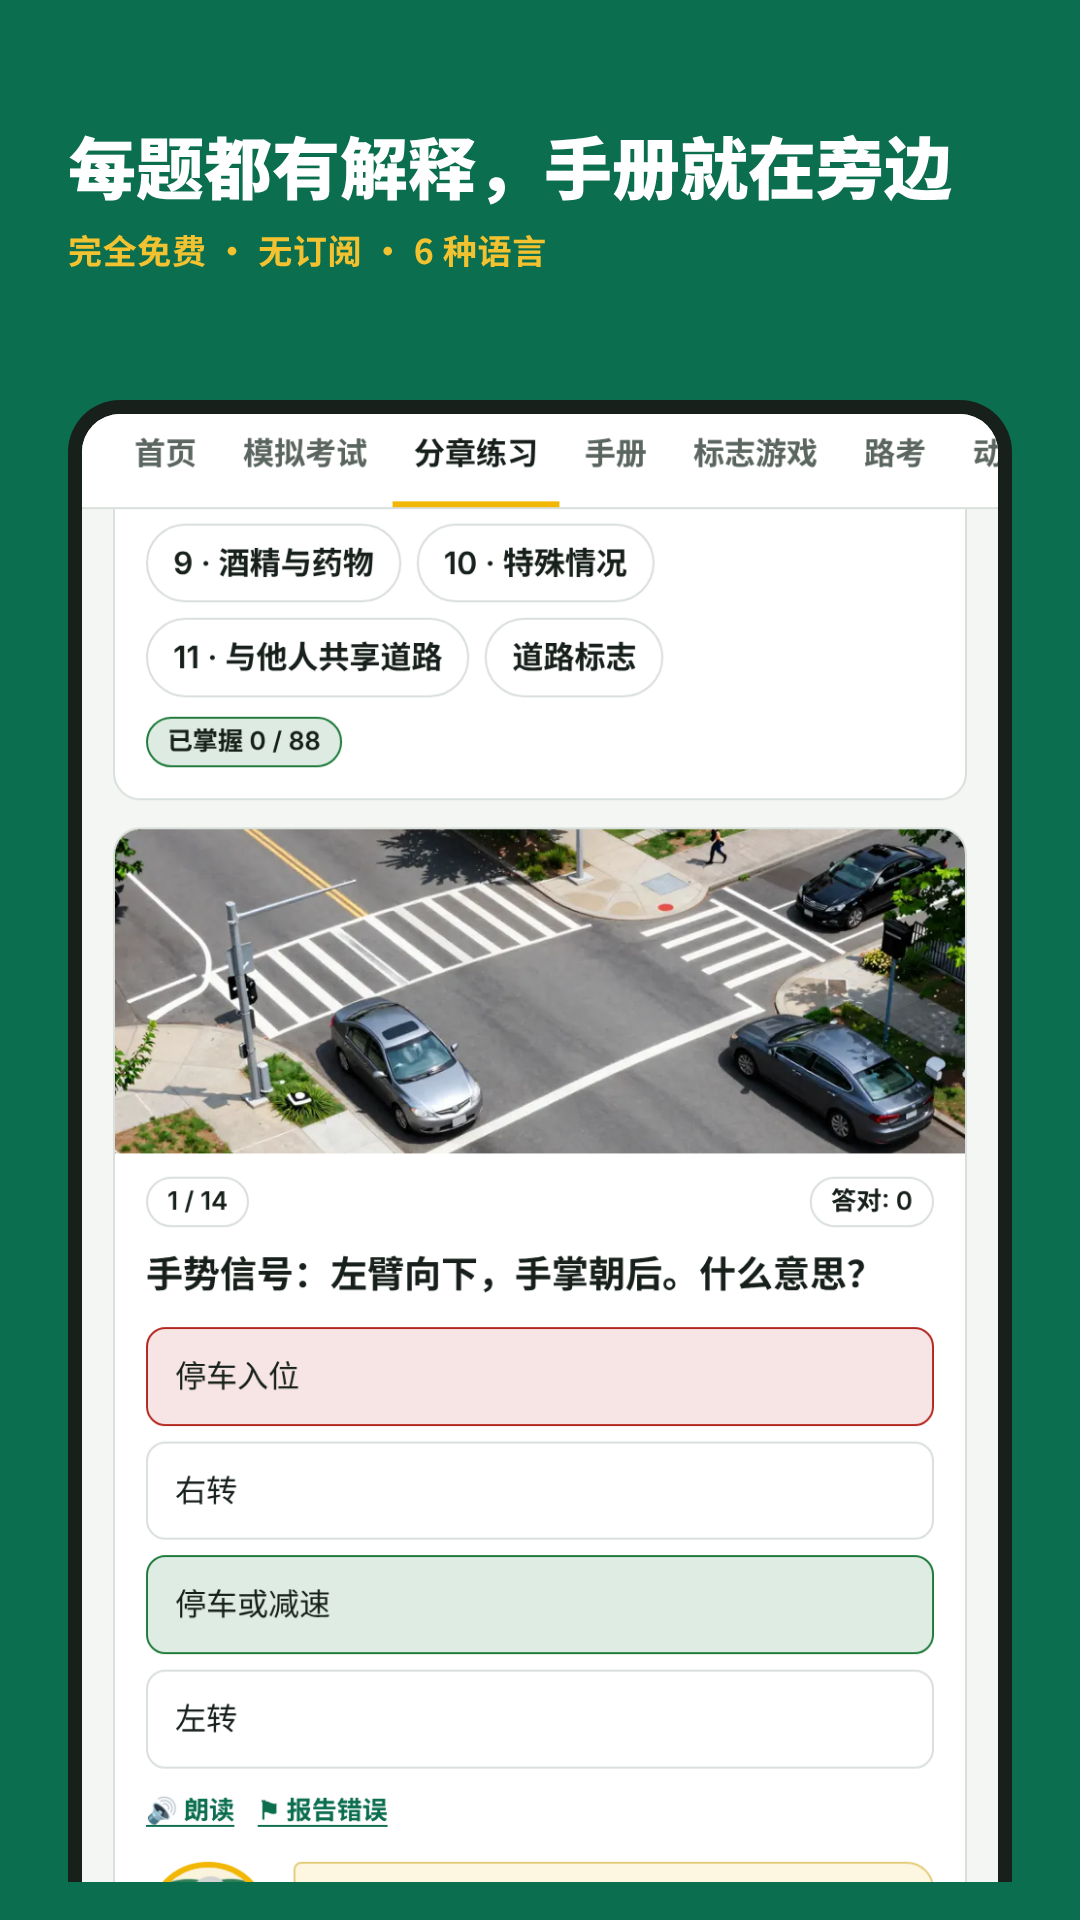 每题都有解释，手册就在旁边
完全免费 · 无订阅 · 6 种语言
首页 模拟考试 分章练习 手册 标志游戏 路考 动
9 · 酒精与药物 10 · 特殊情况
11 · 与他人共享道路 道路标志
已掌握 0 / 88
1 / 14 答对: 0
手势信号：左臂向下，手掌朝后。什么意思？
停车入位
右转
停车或减速
左转
朗读 报告错误